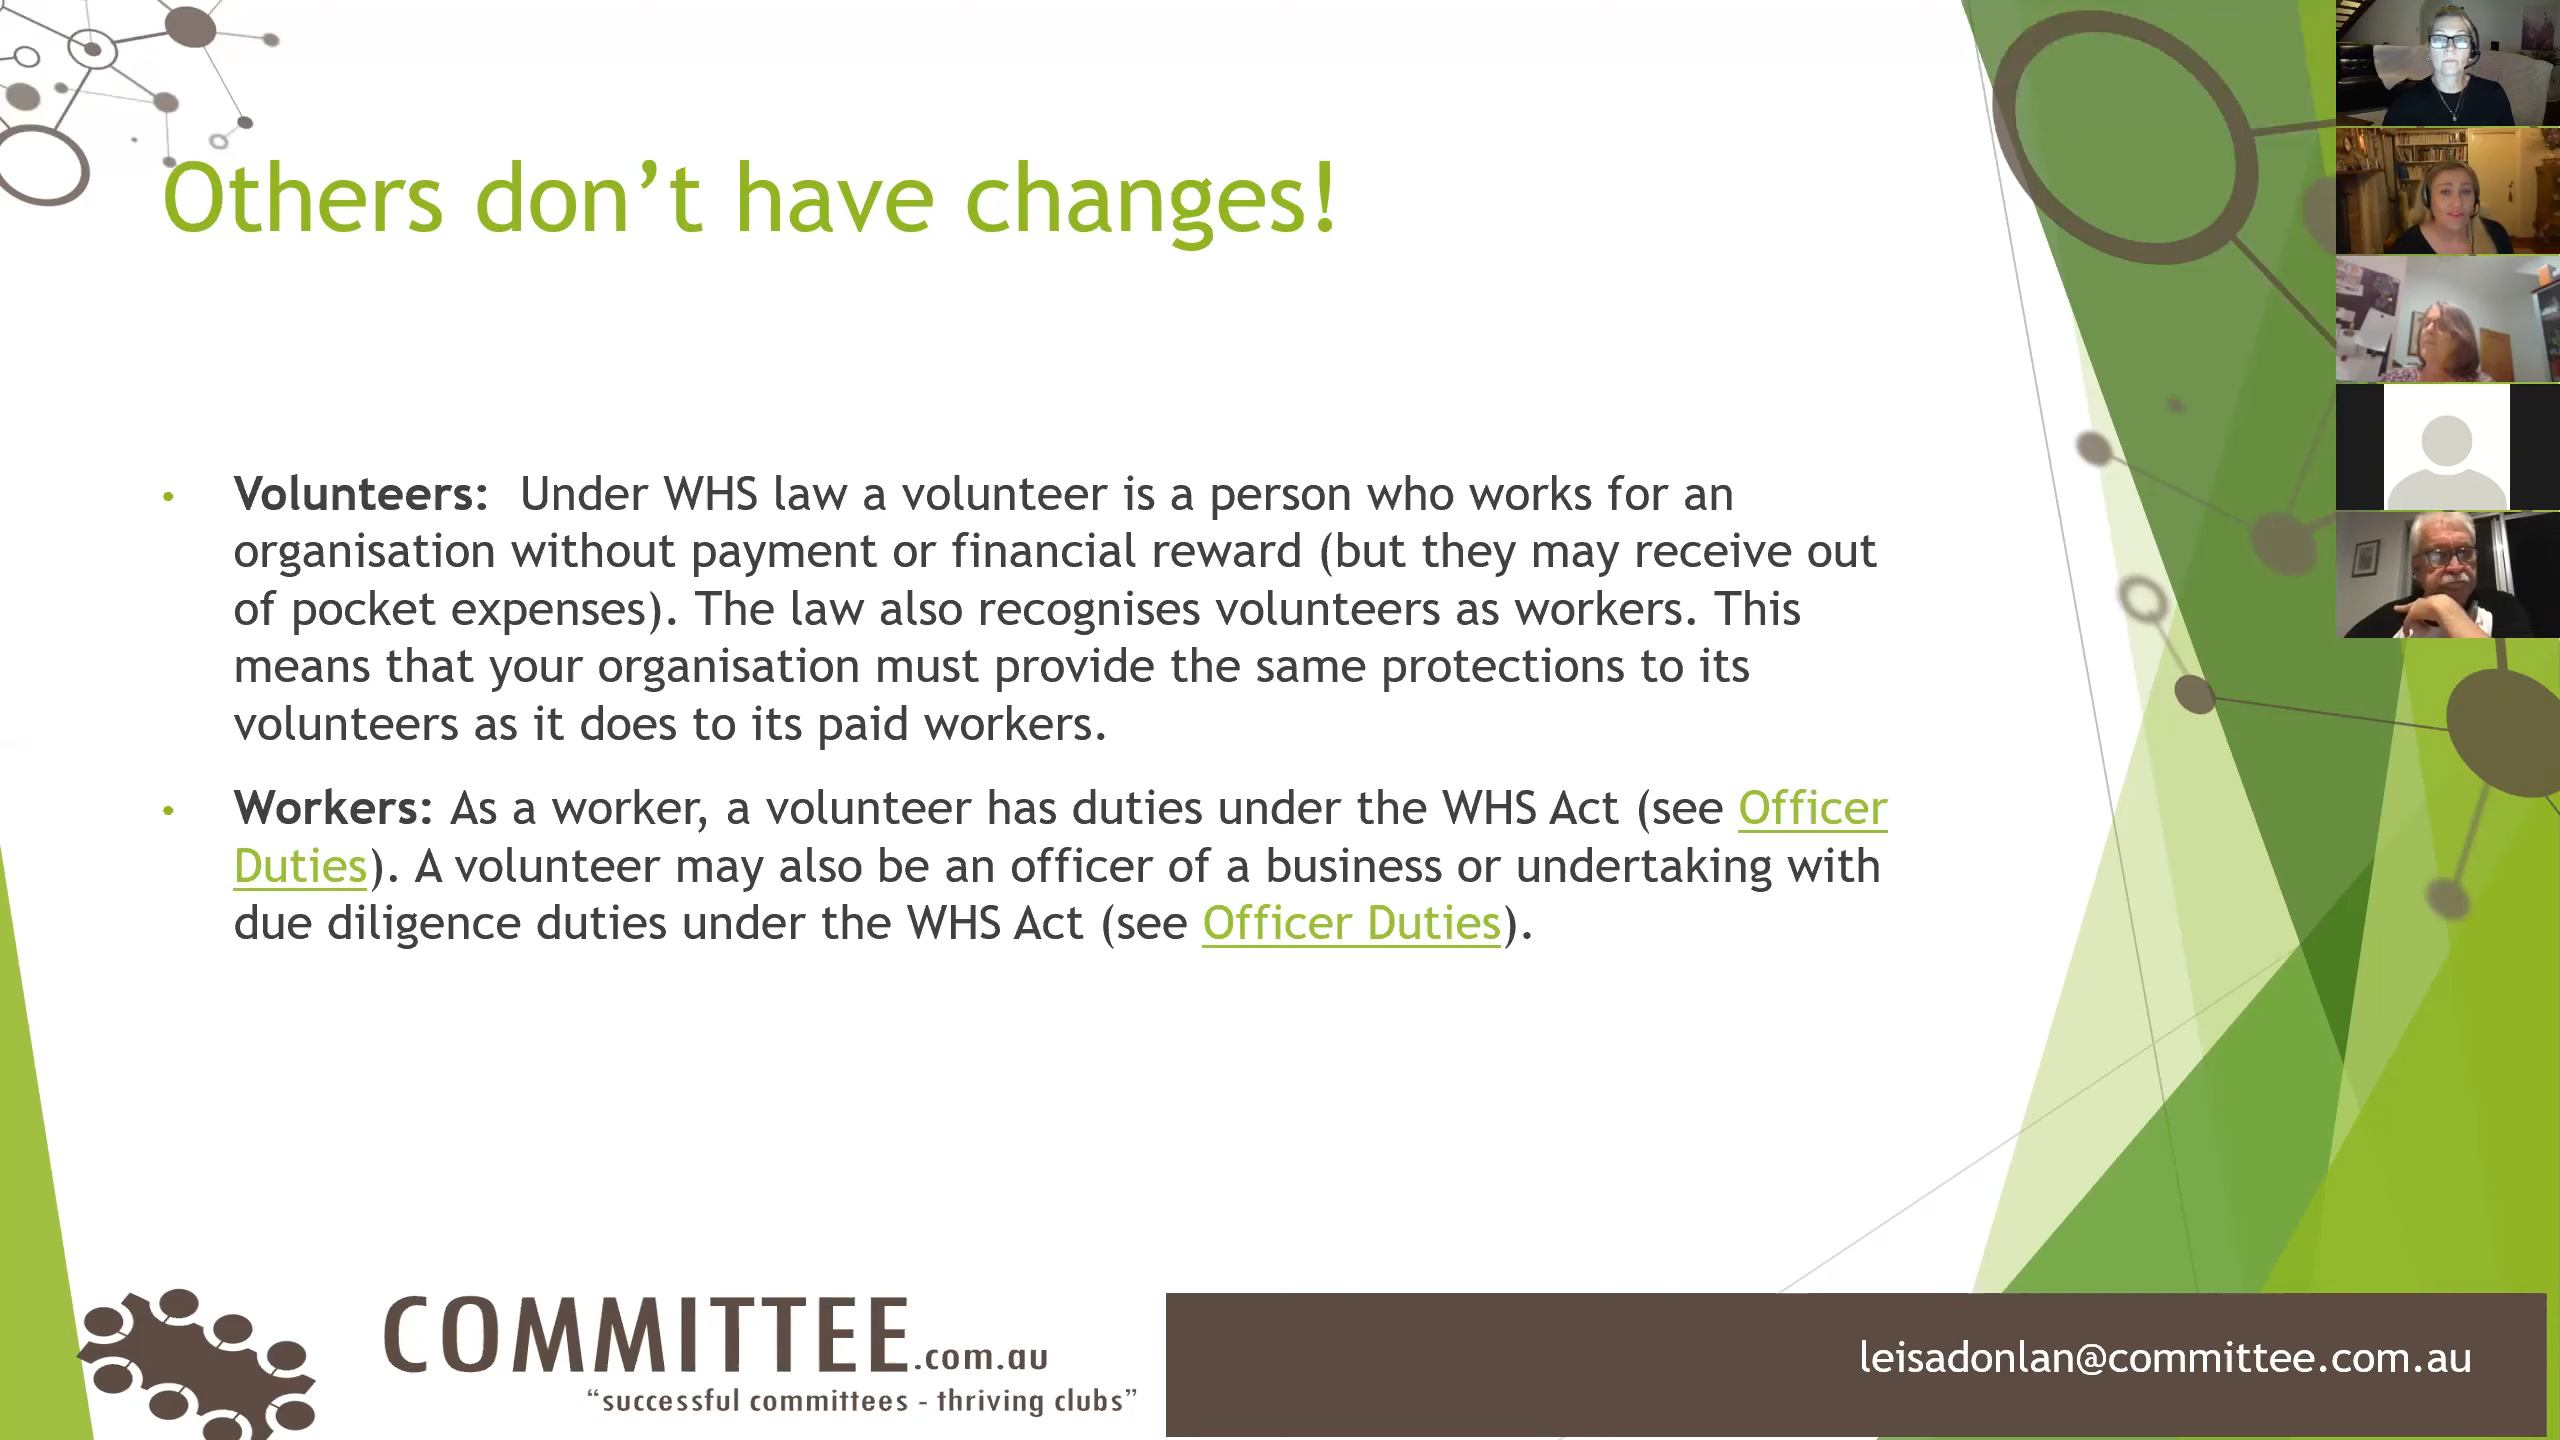 Others don’t have changes!
• Volunteers:  Under WHS law a volunteer is a person who works for an
organisation without payment or financial reward (but they may receive out
of pocket expenses). The law also recognises volunteers as workers. This
means that your organisation must provide the same protections to its
volunteers as it does to its paid workers.
• Workers: As a worker, a volunteer has duties under the WHS Act (see Officer
Duties). A volunteer may also be an officer of a business or undertaking with
due diligence duties under the WHS Act (see Officer Duties).
COMMITTEE.com.au
“successful committees - thriving clubs”
leisadonlan@committee.com.au